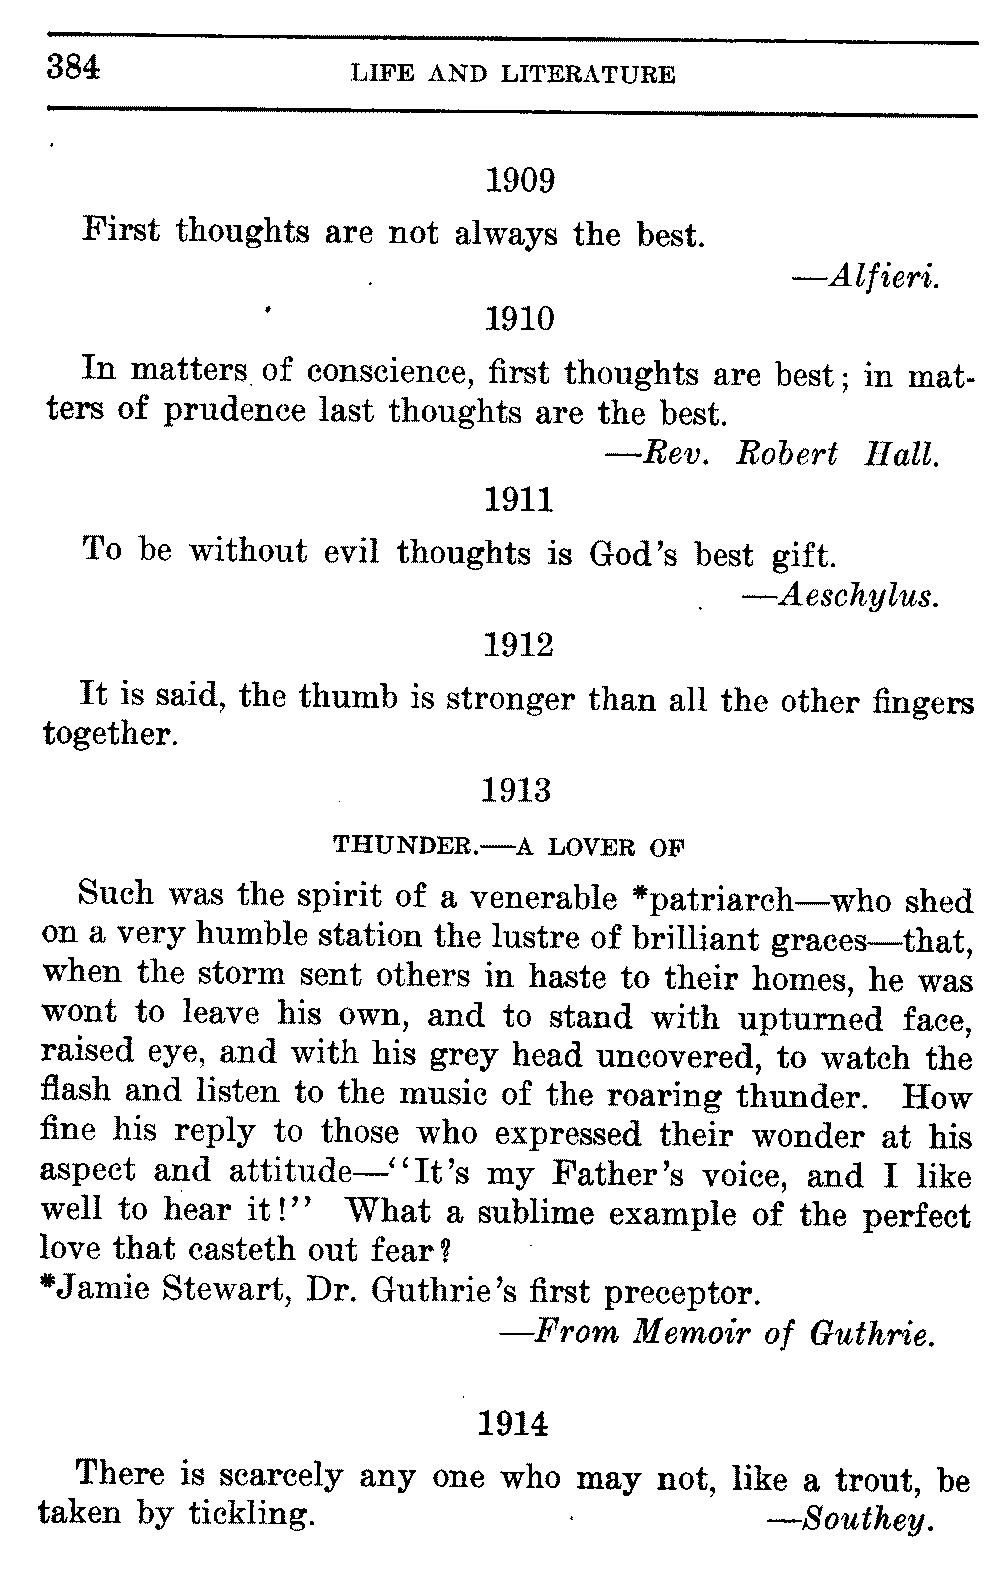 384 LIFE AND LITERATURE
1909
First thoughts are not always the best.
—Alfieri.
1910
In matters of conscience, first thoughts are best; in mat-
ters of prudence last thoughts are the best.
—Rev. Robert Hall.
1911
To be without evil thoughts is God's best gift.
—Aeschylus.
1912
It is said, the thumb is stronger than all the other fingers
together.
1913
THUNDER.—A LOVER OF
Such was the spirit of a venerable *patriarch—who shed
on a very humble station the lustre of brilliant graces—that,
when the storm sent others in haste to their homes, he was
wont to leave his own, and to stand with upturned face,
raised eye, and with his grey head uncovered, to watch the
flash and listen to the music of the roaring thunder. How
fine his reply to those who expressed their wonder at his
aspect and attitude—"It's my Father's voice, and I like
well to hear it!" What a sublime example of the perfect
love that casteth out fear?
*Jamie Stewart, Dr. Guthrie's first preceptor.
—From Memoir of Guthrie.
1914
There is scarcely any one who may not, like a trout, be
taken by tickling. —Southey.